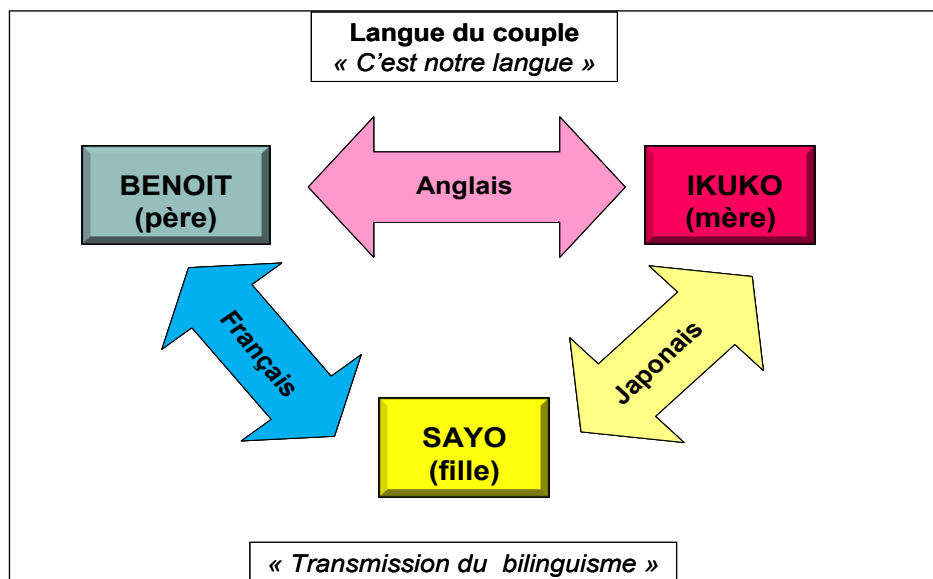 Langue du couple
« C’est notre langue »
BENOIT
(père)
Anglais
IKUKO
(mère)
Français
Japonais
SAYO
(fille)
« Transmission du bilinguisme »